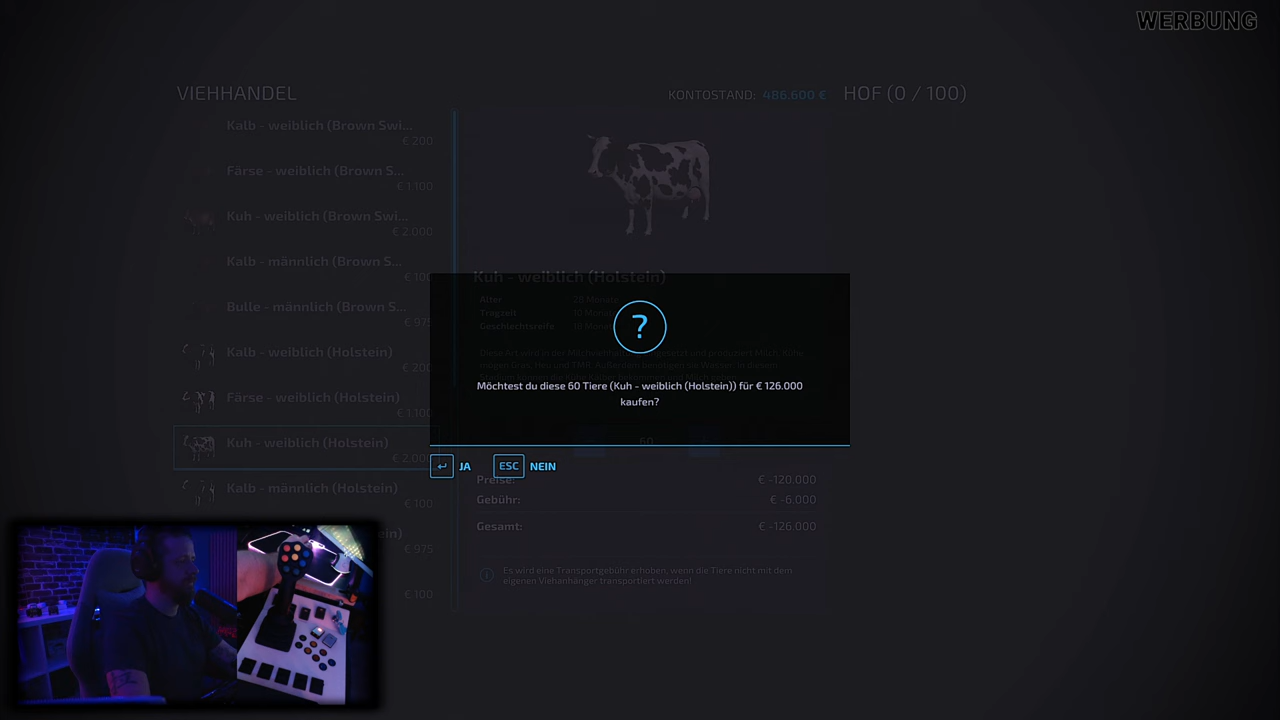 WERBUNG
VIEHHANDEL
KONTOSTAND: 486.600 €
HOF (0 / 100)
Kalb - weiblich (Brown Swi...
€ 200
Färse - weiblich (Brown S...
€ 1.100
Kuh - weiblich (Brown Swi...
€ 2.000
Kalb - männlich (Brown S...
€ 100
Bulle - männlich (Brown S...
€ 975
Kalb - weiblich (Holstein)
€ 200
Färse - weiblich (Holstein)
€ 1.100
Kuh - weiblich (Holstein)
€ 2.000
Kalb - männlich (Holstein)
€ 100
€ 975
€ 100
Kuh - weiblich (Holstein)
Alter
28 Monate
Tragzeit
10 Monate
Geschlechtsreife:
?
Möchtest du diese 60 Tiere (Kuh - weiblich (Holstein)) für € 126.000
kaufen?
60
JA
ESC NEIN
Preise:
€ -120.000
Gebühr:
€ -6.000
Gesamt:
€ -126.000
Es wird eine Transportgebühr erhoben, wenn die Tiere nicht mit dem
eigenen Viehanhänger transportiert werden!